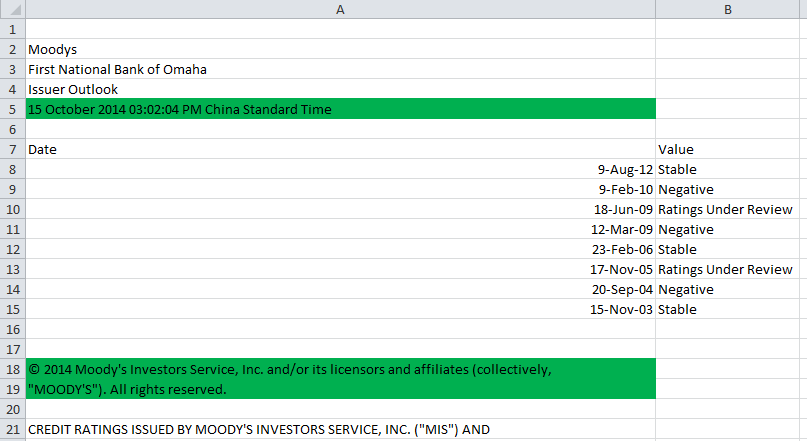 A B
1
2 Moodys
3 First National Bank of Omaha
4 Issuer Outlook
5 15 October 2014 03:02:04 PM China Standard Time
6
7 Date Value
8 9-Aug-12 Stable
9 9-Feb-10 Negative
10 18-Jun-09 Ratings Under Review
11 12-Mar-09 Negative
12 23-Feb-06 Stable
13 17-Nov-05 Ratings Under Review
14 20-Sep-04 Negative
15 15-Nov-03 Stable
16
17
18 © 2014 Moody's Investors Service, Inc. and/or its licensors and affiliates (collectively,
19 "MOODY'S"). All rights reserved.
20
21 CREDIT RATINGS ISSUED BY MOODY'S INVESTORS SERVICE, INC. ("MIS") AND